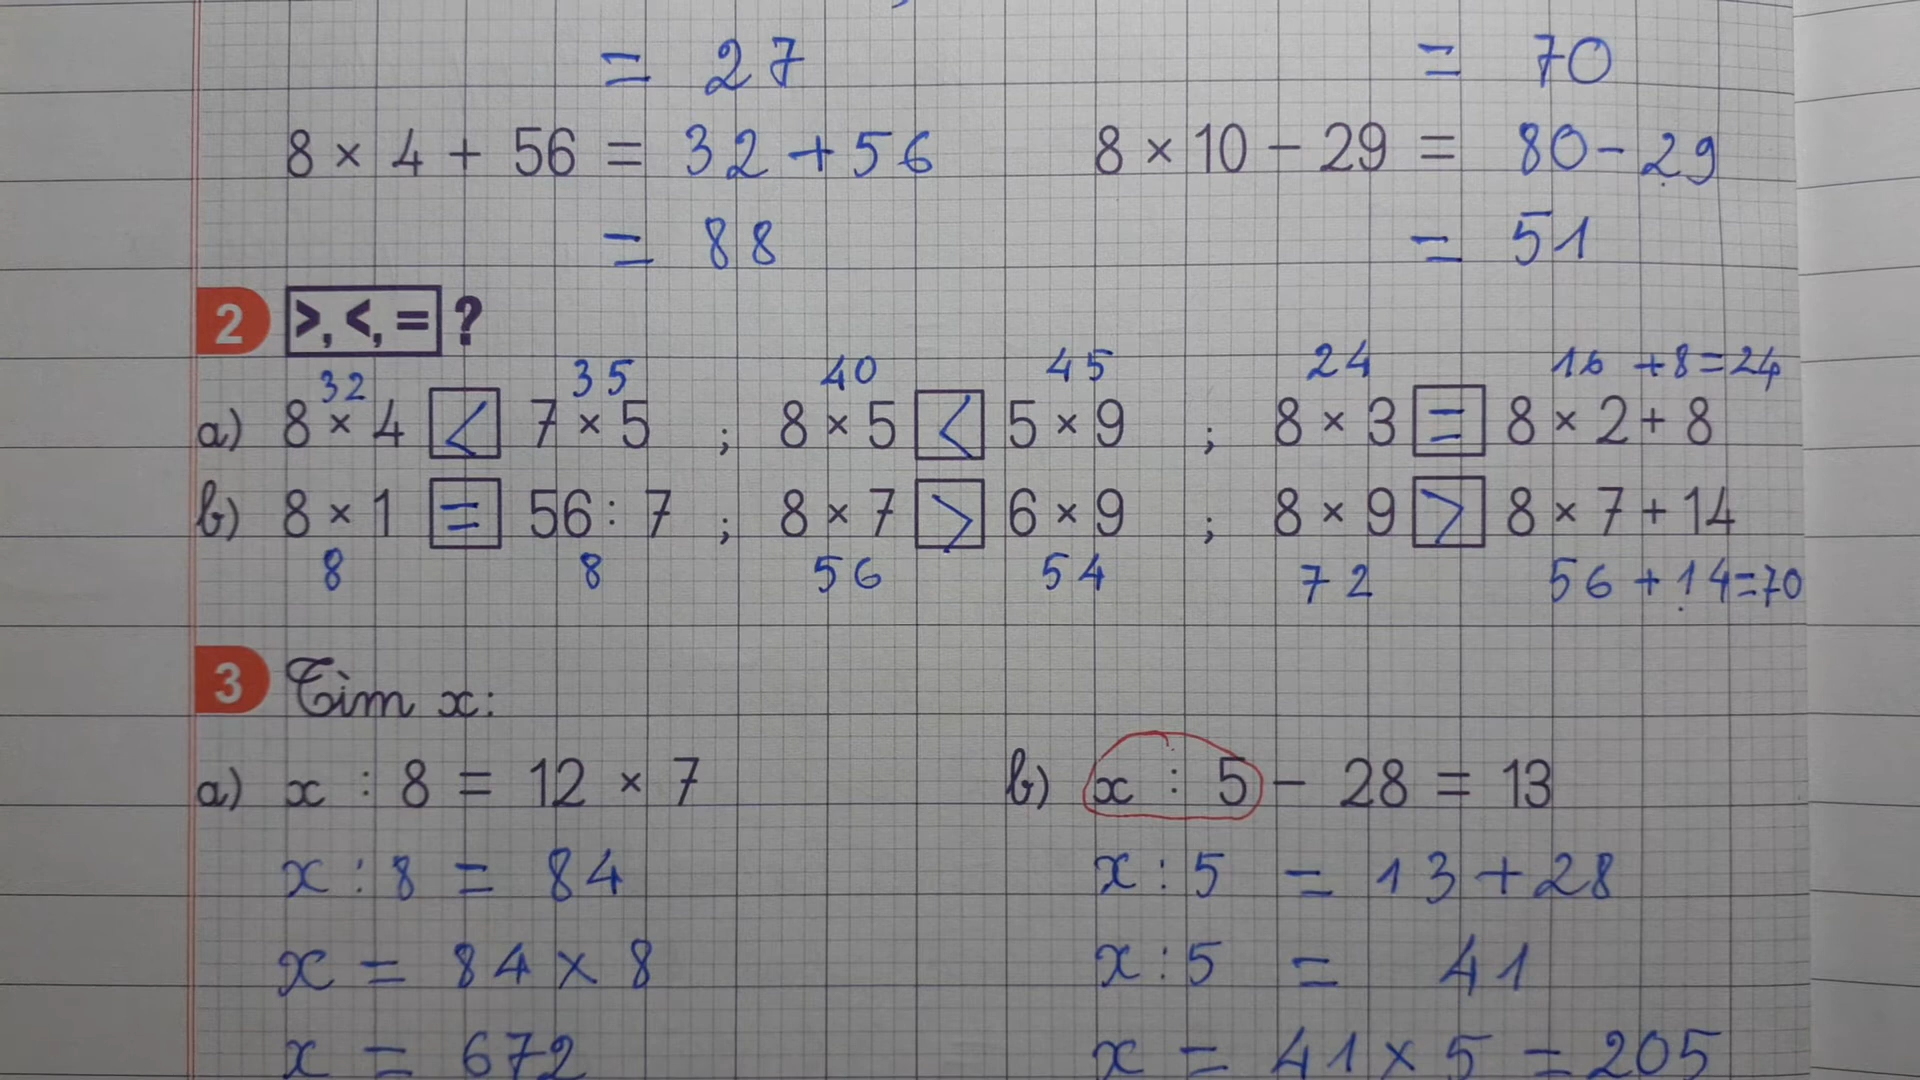 = 27 = 70
8 × 4 + 56 = 32 + 56 8 × 10 - 29 = 80 - 29
= 88 = 51
2 >, <, = ?
32 35 40 45 24 16 + 8 = 24
a) 8 × 4 < 7 × 5 ; 8 × 5 < 5 × 9 ; 8 × 3 = 8 × 2 + 8
b) 8 × 1 = 56 : 7 ; 8 × 7 > 6 × 9 ; 8 × 9 > 8 × 7 + 14
8 8 56 54 72 56 + 14 = 70
3 Tìm x:
a) x : 8 = 12 × 7 b) x : 5 - 28 = 13
x : 8 = 84 x : 5 = 13 + 28
x = 84 × 8 x : 5 = 41
x = 672 x = 41 × 5 = 205